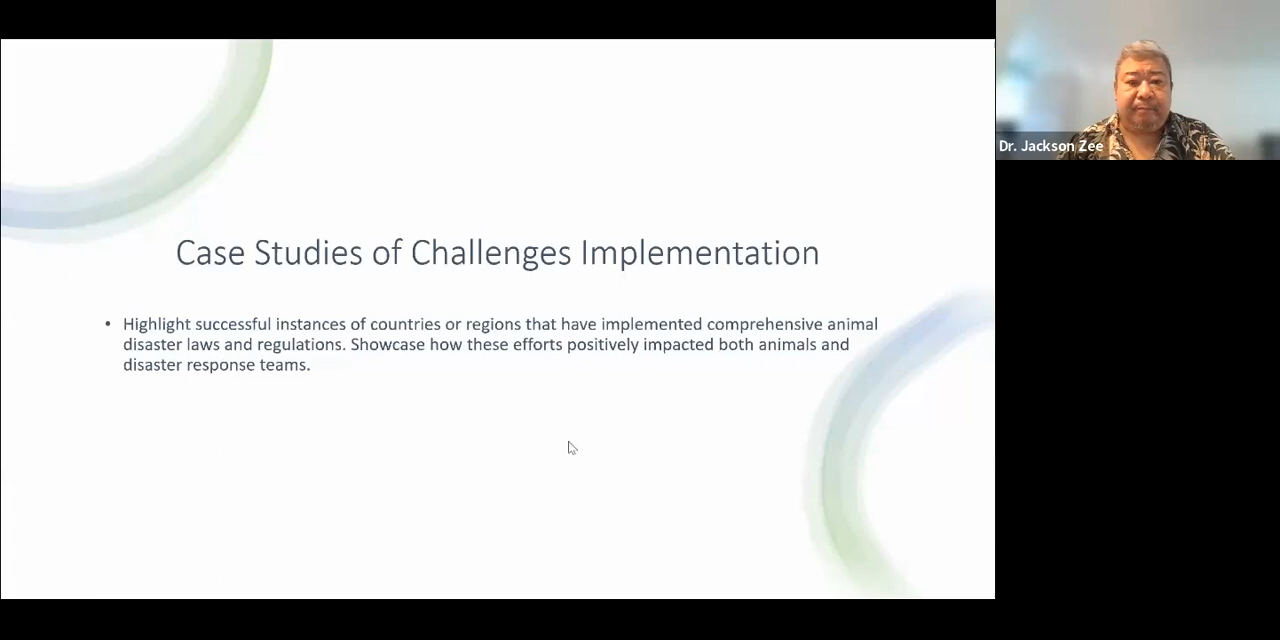 Case Studies of Challenges Implementation
• Highlight successful instances of countries or regions that have implemented comprehensive animal
disaster laws and regulations. Showcase how these efforts positively impacted both animals and
disaster response teams.
Dr. Jackson Zee